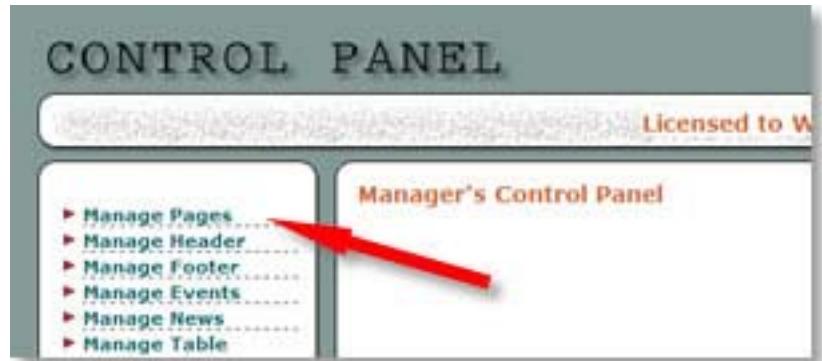 CONTROL PANEL
Licensed to W
Manager's Control Panel
Manage Pages
Manage Header
Manage Footer
Manage Events
Manage News
Manage Table